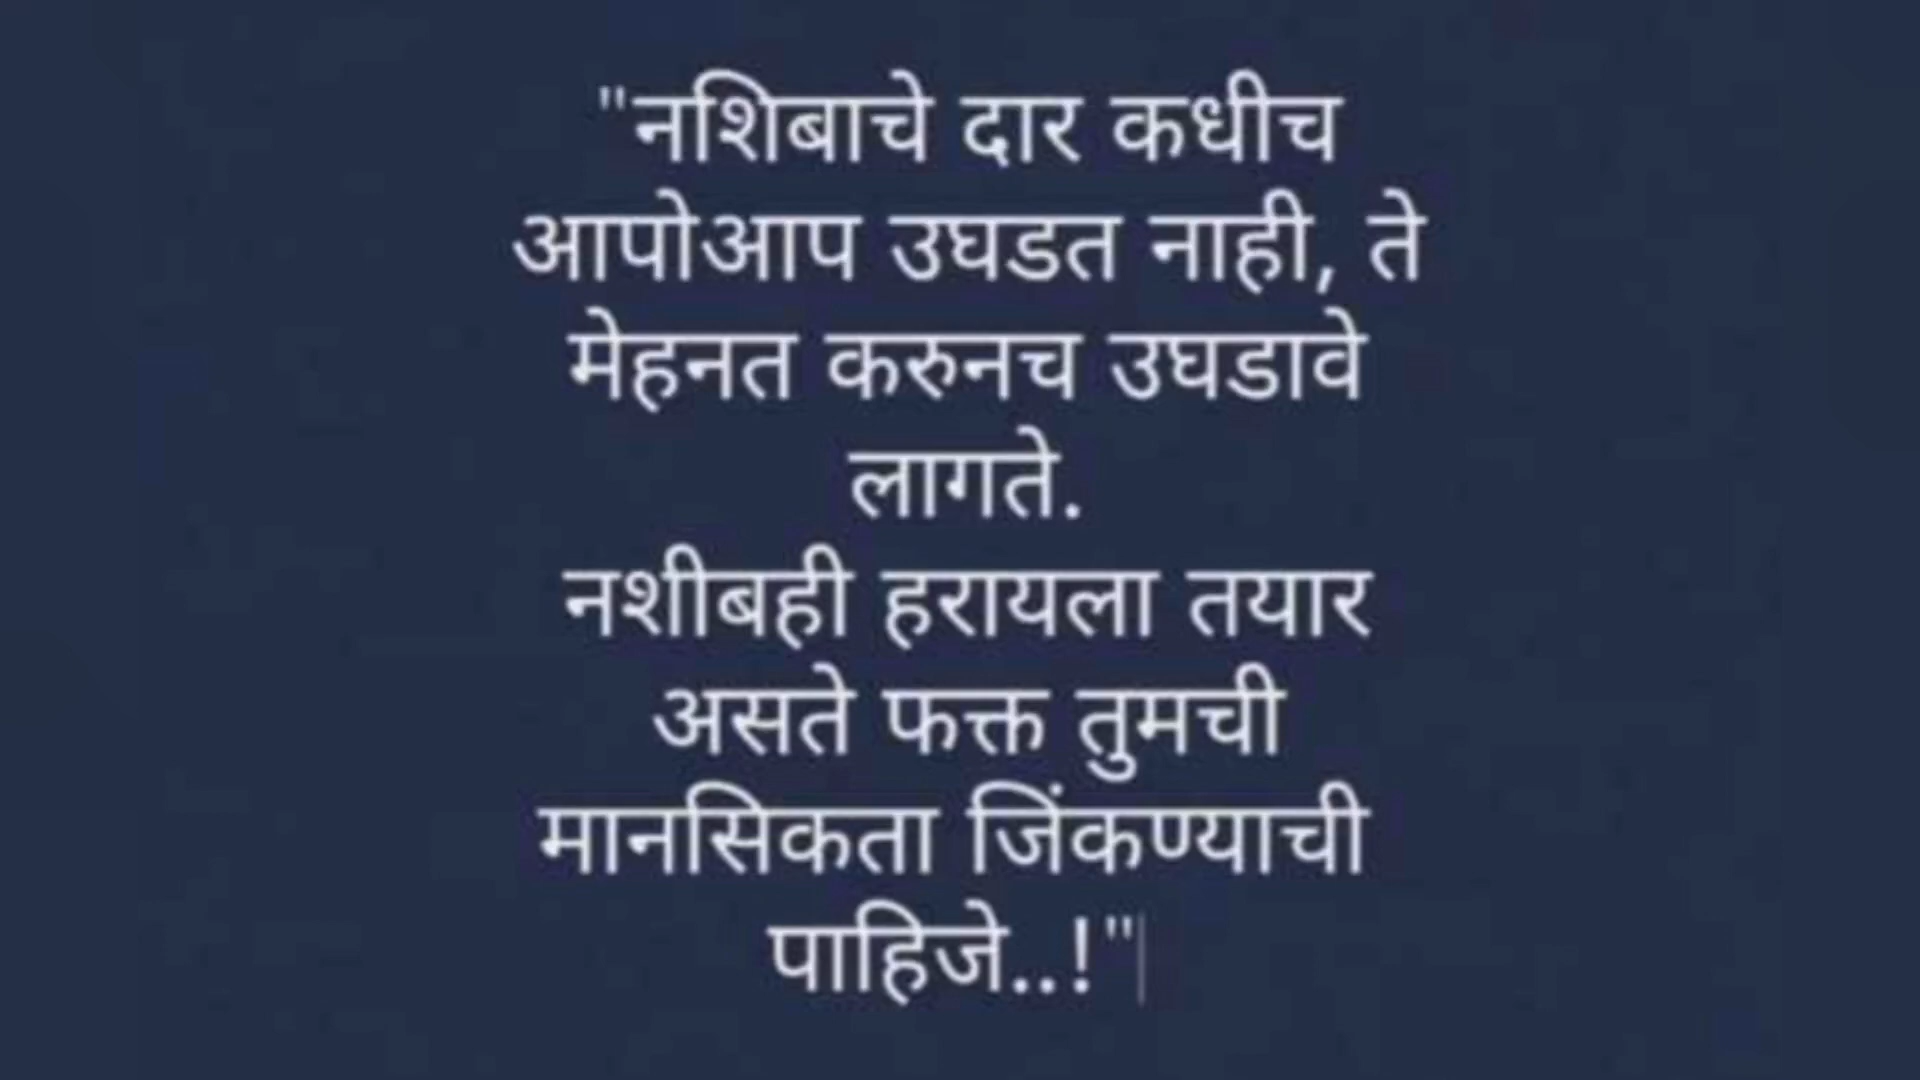 "नशिबाचे दार कधीच
आपोआप उघडत नाही, ते
मेहनत करुनच उघडावे
लागते.
नशीबही हरायला तयार
असते फक्त तुमची
मानसिकता जिंकण्याची
पाहिजे..!"